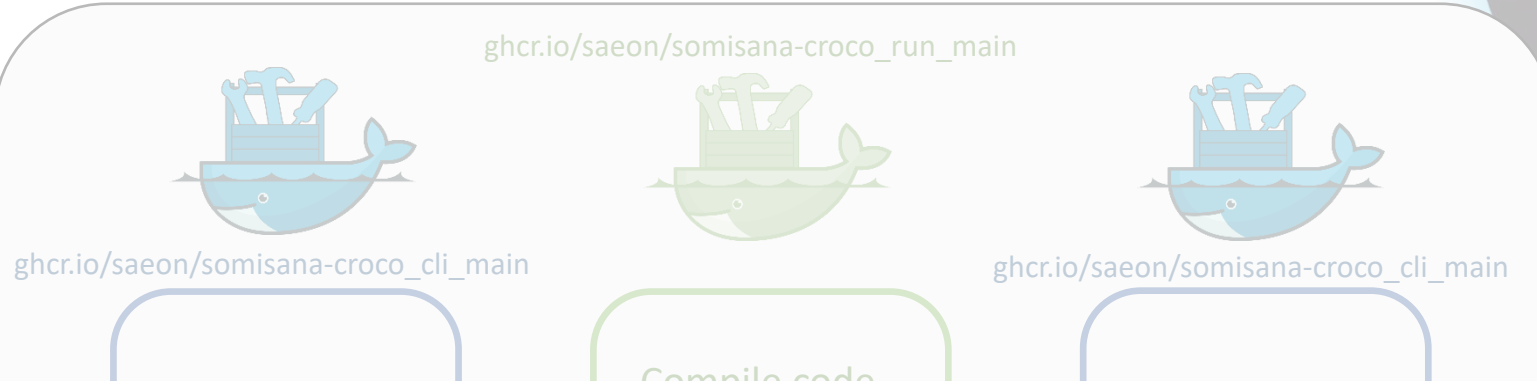 ghcr.io/saeon/somisana-croco_run_main
ghcr.io/saeon/somisana-croco_cli_main
ghcr.io/saeon/somisana-croco_cli_main
Compile code